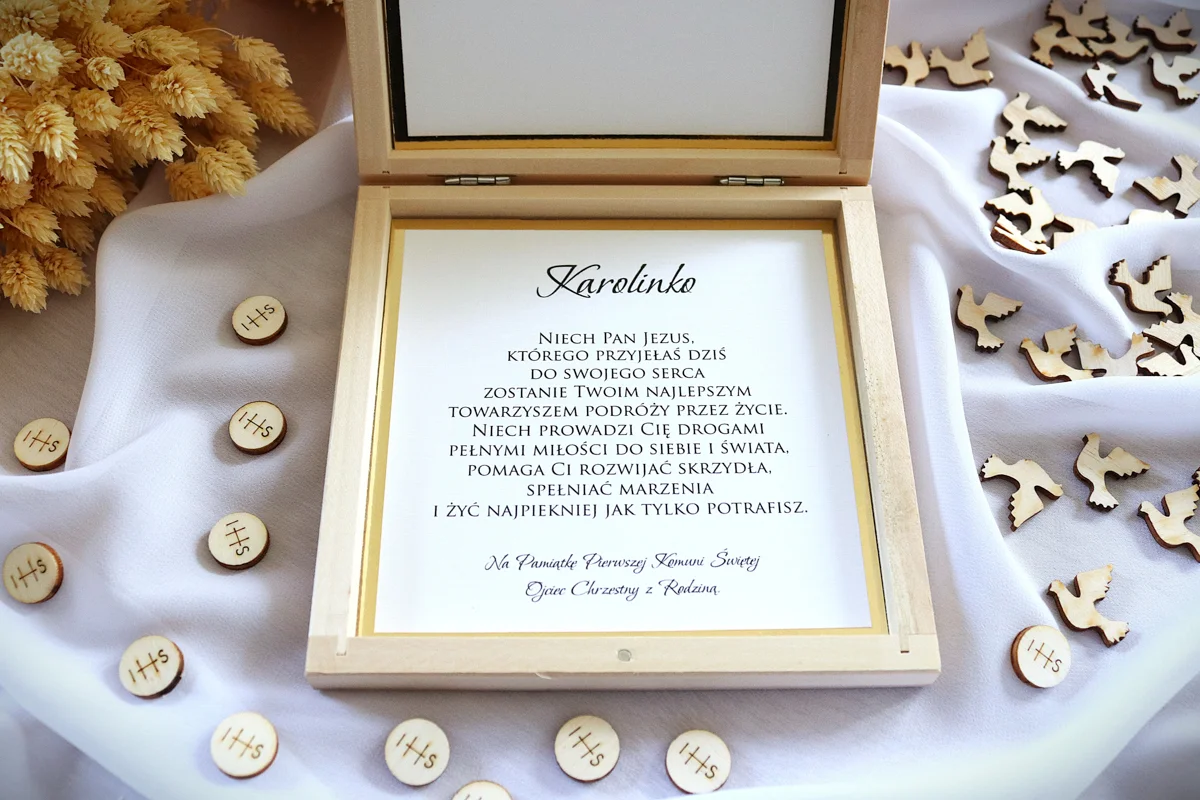 Karolinko
Niech Pan Jezus,
którego przyjęłaś dziś
do swojego serca
zostanie Twoim najlepszym
towarzyszem podróży przez życie.
Niech prowadzi Cię drogami
pełnymi miłości do siebie i świata,
pomaga Ci rozwijać skrzydła,
spełniać marzenia
i żyć najpiękniej jak tylko potrafisz.
Na Pamiątkę Pierwszej Komuni Świętej
Ojciec Chrzestny z Rodziną.
IHS
IHS
IHS
IHS
IHS
IHS
IHS
IHS
IHS
IHS
IHS